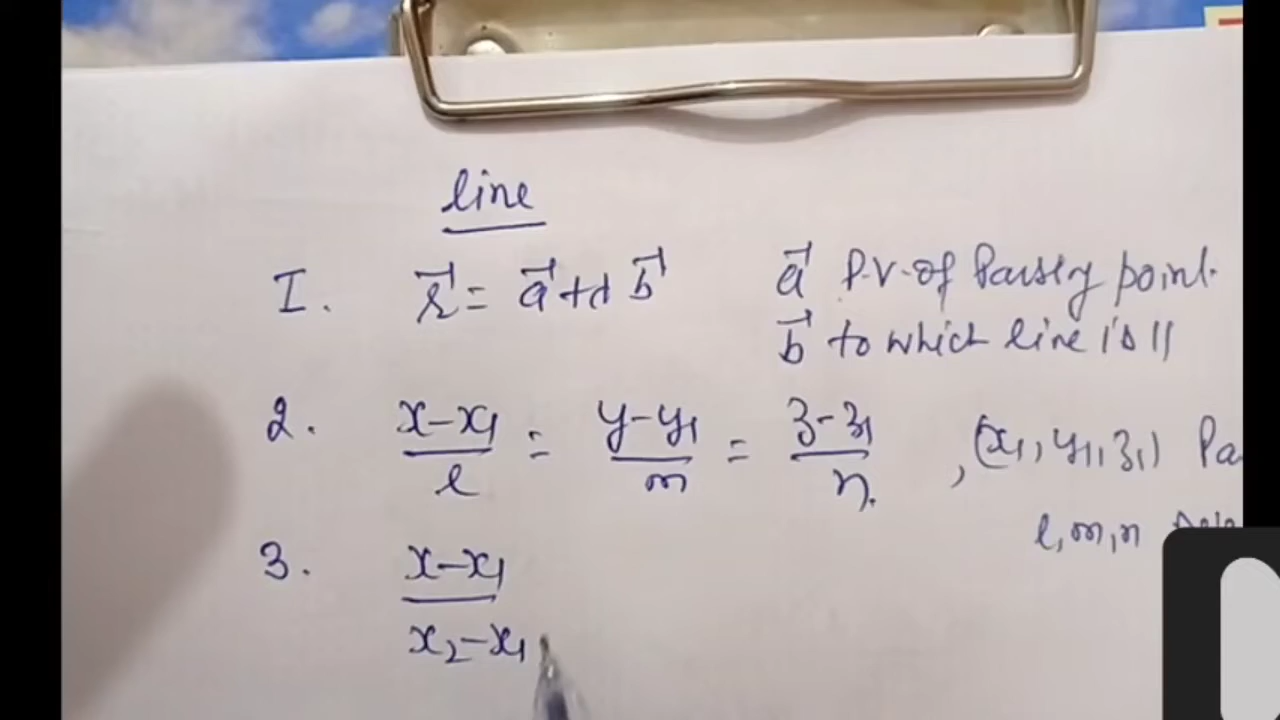 line
I. r⃗ = a⃗ + λ b⃗ a⃗ P.V. of Passing point.
b⃗ to which line is ||
2. x-x₁/l = y-y₁/m = z-z₁/n. , (x₁, y₁, z₁) Pa
l, m, n
3. x-x₁/x₂-x₁